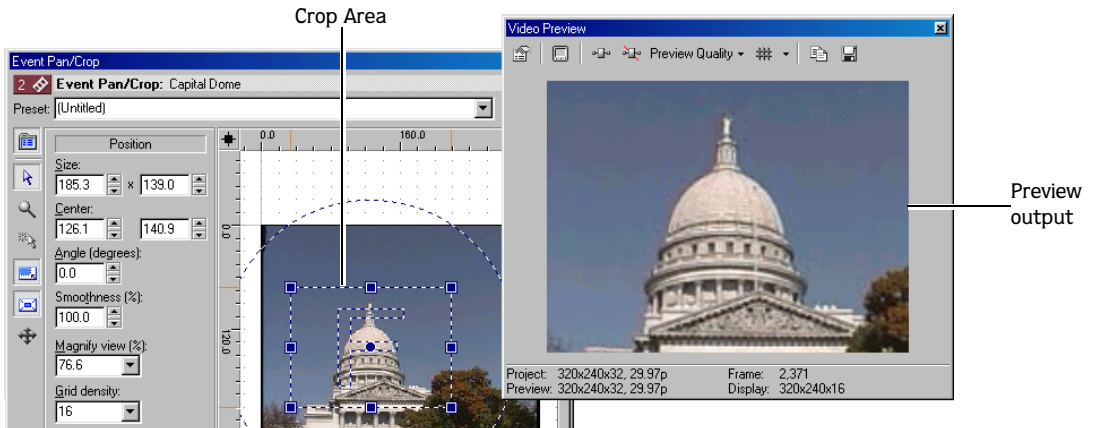 Crop Area
Event Pan/Crop
2 Event Pan/Crop: Capital Dome
Preset: (Untitled)
Position
Size:
185.3 x 139.0
Center:
126.1 140.9
Angle (degrees):
0.0
Smoothness (%):
100.0
Magnify view (%):
76.6
Grid density:
16
0.0 160.0
0.0
120.0
F
Video Preview
Preview Quality
Project: 320x240x32, 29.97p Frame: 2,371
Preview: 320x240x32, 29.97p Display: 320x240x16
Preview
output